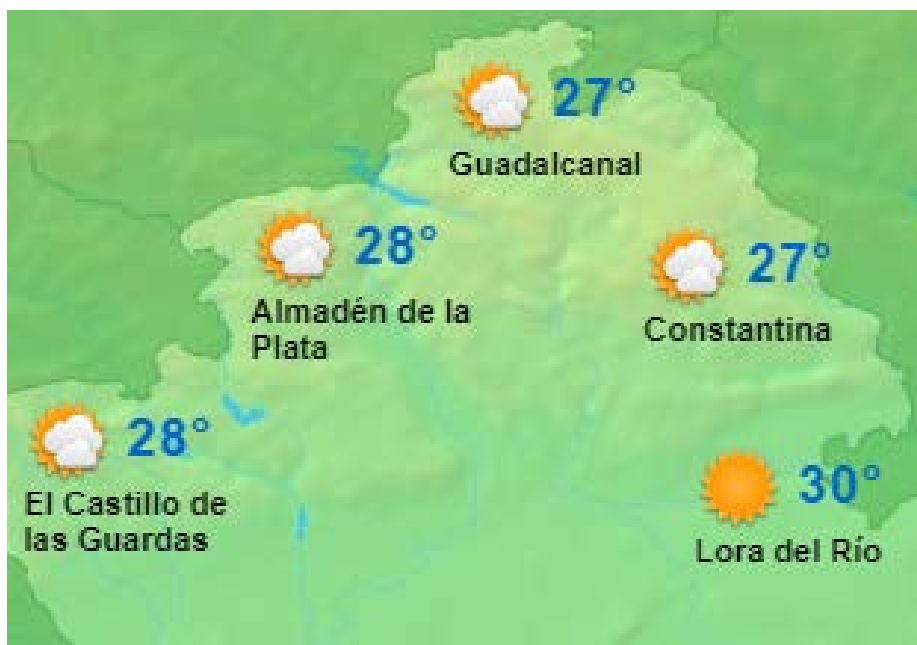 27°
Guadalcanal
28°
Almadén de la
Plata
27°
Constantina
28°
El Castillo de
las Guardas
30°
Lora del Río